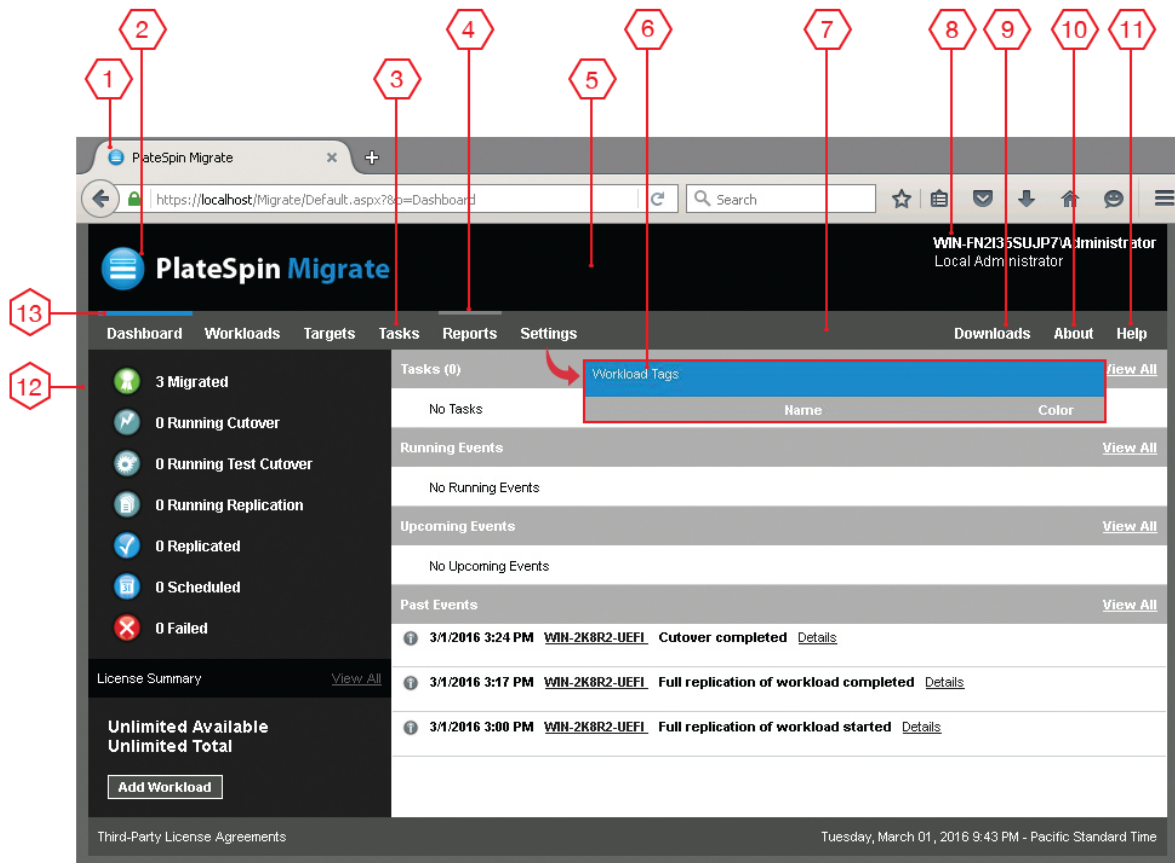 2
4
6
7
8
9
10
11
1
3
5
PlateSpin Migrate
https://localhost/Migrate/Default.aspx?&p=Dashboard
Search
PlateSpin Migrate
WIN-FN2I35SUJP7\Administrator
Local Administrator
13
Dashboard Workloads Targets Tasks Reports Settings Downloads About Help
12
3 Migrated
0 Running Cutover
0 Running Test Cutover
0 Running Replication
0 Replicated
31
0 Scheduled
0 Failed
License Summary View All
Unlimited Available
Unlimited Total
Add Workload
Tasks (0) View All
Workload Tags
Name Color
No Tasks
Running Events View All
No Running Events
Upcoming Events View All
No Upcoming Events
Past Events View All
3/1/2016 3:24 PM WIN-2K8R2-UEFI Cutover completed Details
3/1/2016 3:17 PM WIN-2K8R2-UEFI Full replication of workload completed Details
3/1/2016 3:00 PM WIN-2K8R2-UEFI Full replication of workload started Details
Third-Party License Agreements Tuesday, March 01, 2016 9:43 PM - Pacific Standard Time